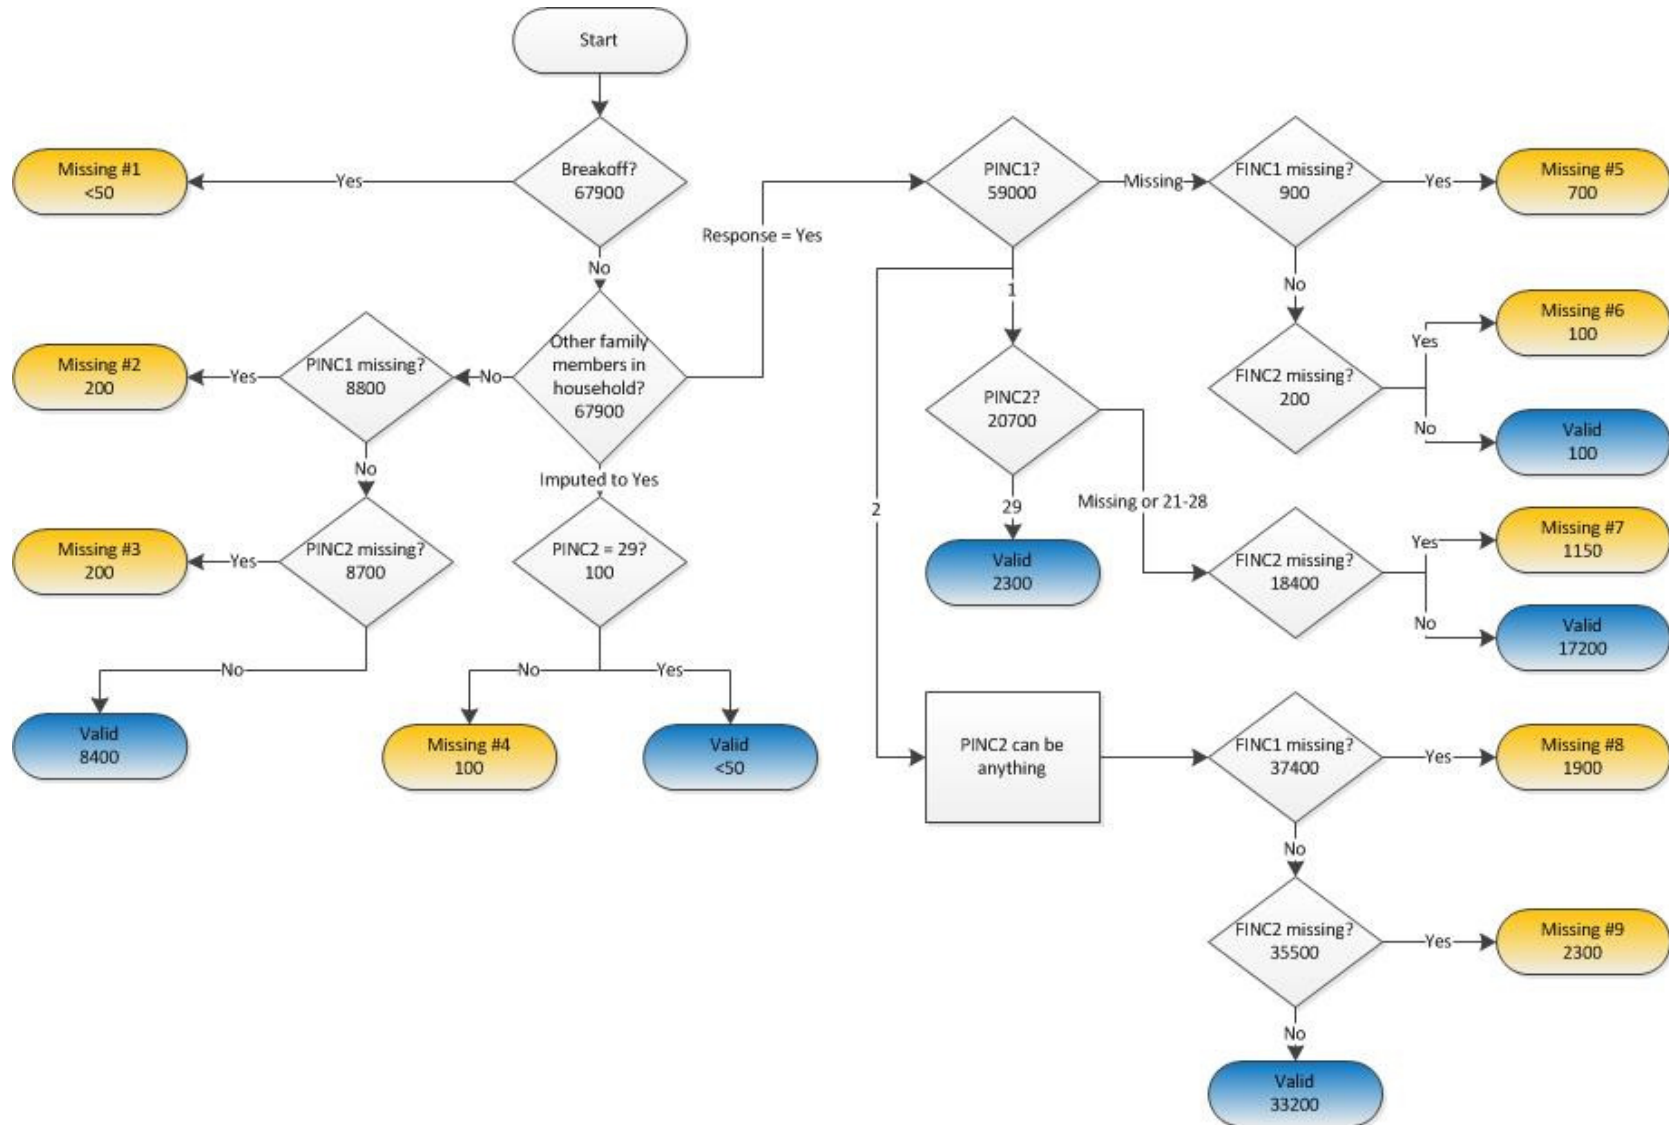 Start
Breakoff?
67900
Yes
Missing #1
<50
No
Other family
members in
household?
67900
Response = Yes
No
PINC1 missing?
8800
Yes
Missing #2
200
No
PINC2 missing?
8700
Yes
Missing #3
200
No
Valid
8400
Imputed to Yes
PINC2 = 29?
100
No
Missing #4
100
Yes
Valid
<50
PINC1?
59000
Missing
FINC1 missing?
900
Yes
Missing #5
700
No
FINC2 missing?
200
Yes
Missing #6
100
No
Valid
100
1
PINC2?
20700
29
Valid
2300
Missing or 21-28
FINC2 missing?
18400
Yes
Missing #7
1150
No
Valid
17200
2
PINC2 can be
anything
FINC1 missing?
37400
Yes
Missing #8
1900
No
FINC2 missing?
35500
Yes
Missing #9
2300
No
Valid
33200